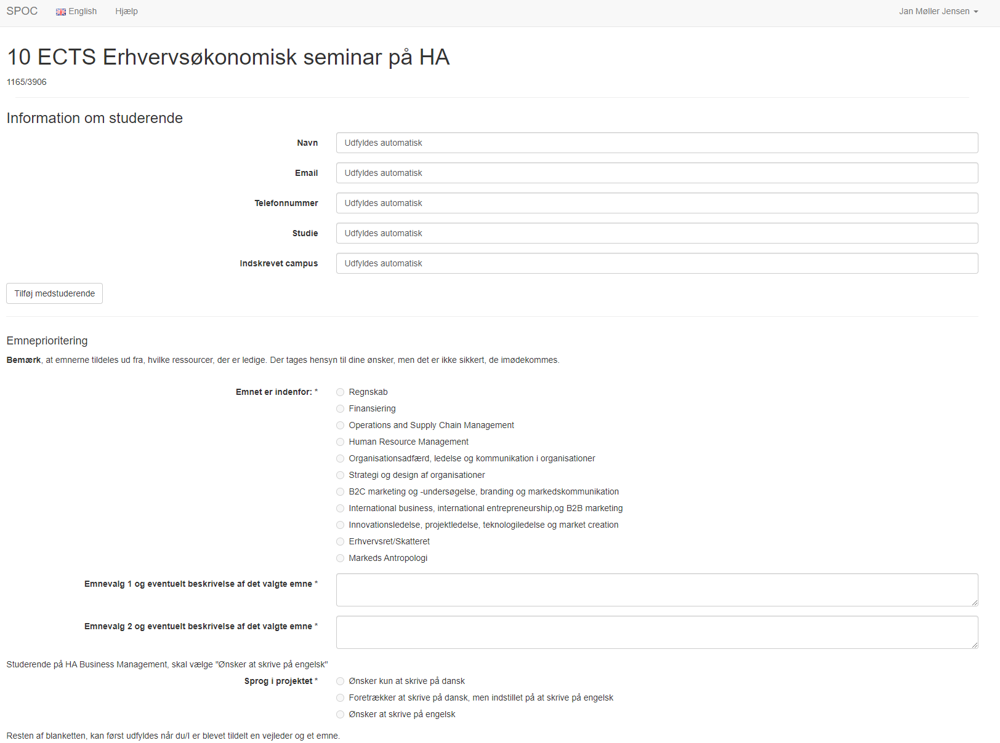 SPOC English Hjælp Jan Møller Jensen
10 ECTS Erhvervsøkonomisk seminar på HA
1165/3906
Information om studerende
Navn Udfyldes automatisk
Email Udfyldes automatisk
Telefonnummer Udfyldes automatisk
Studie Udfyldes automatisk
Indskrevet campus Udfyldes automatisk
Tilføj medstuderende
Emneprioritering
Bemærk, at emnerne tildeles ud fra, hvilke ressourcer, der er ledige. Der tages hensyn til dine ønsker, men det er ikke sikkert, de imødekommes.
Emnet er indenfor: * Regnskab
Finansiering
Operations and Supply Chain Management
Human Resource Management
Organisationsadfærd, ledelse og kommunikation i organisationer
Strategi og design af organisationer
B2C marketing og -undersøgelse, branding og markedskommunikation
International business, international entrepreneurship,og B2B marketing
Innovationsledelse, projektledelse, teknologiledelse og market creation
Erhvervsret/Skatteret
Markeds Antropologi
Emnevalg 1 og eventuelt beskrivelse af det valgte emne *
Emnevalg 2 og eventuelt beskrivelse af det valgte emne *
Studerende på HA Business Management, skal vælge "Ønsker at skrive på engelsk"
Sprog i projektet * Ønsker kun at skrive på dansk
Foretrækker at skrive på dansk, men indstillet på at skrive på engelsk
Ønsker at skrive på engelsk
Resten af blanketten, kan først udfyldes når du/I er blevet tildelt en vejleder og et emne.